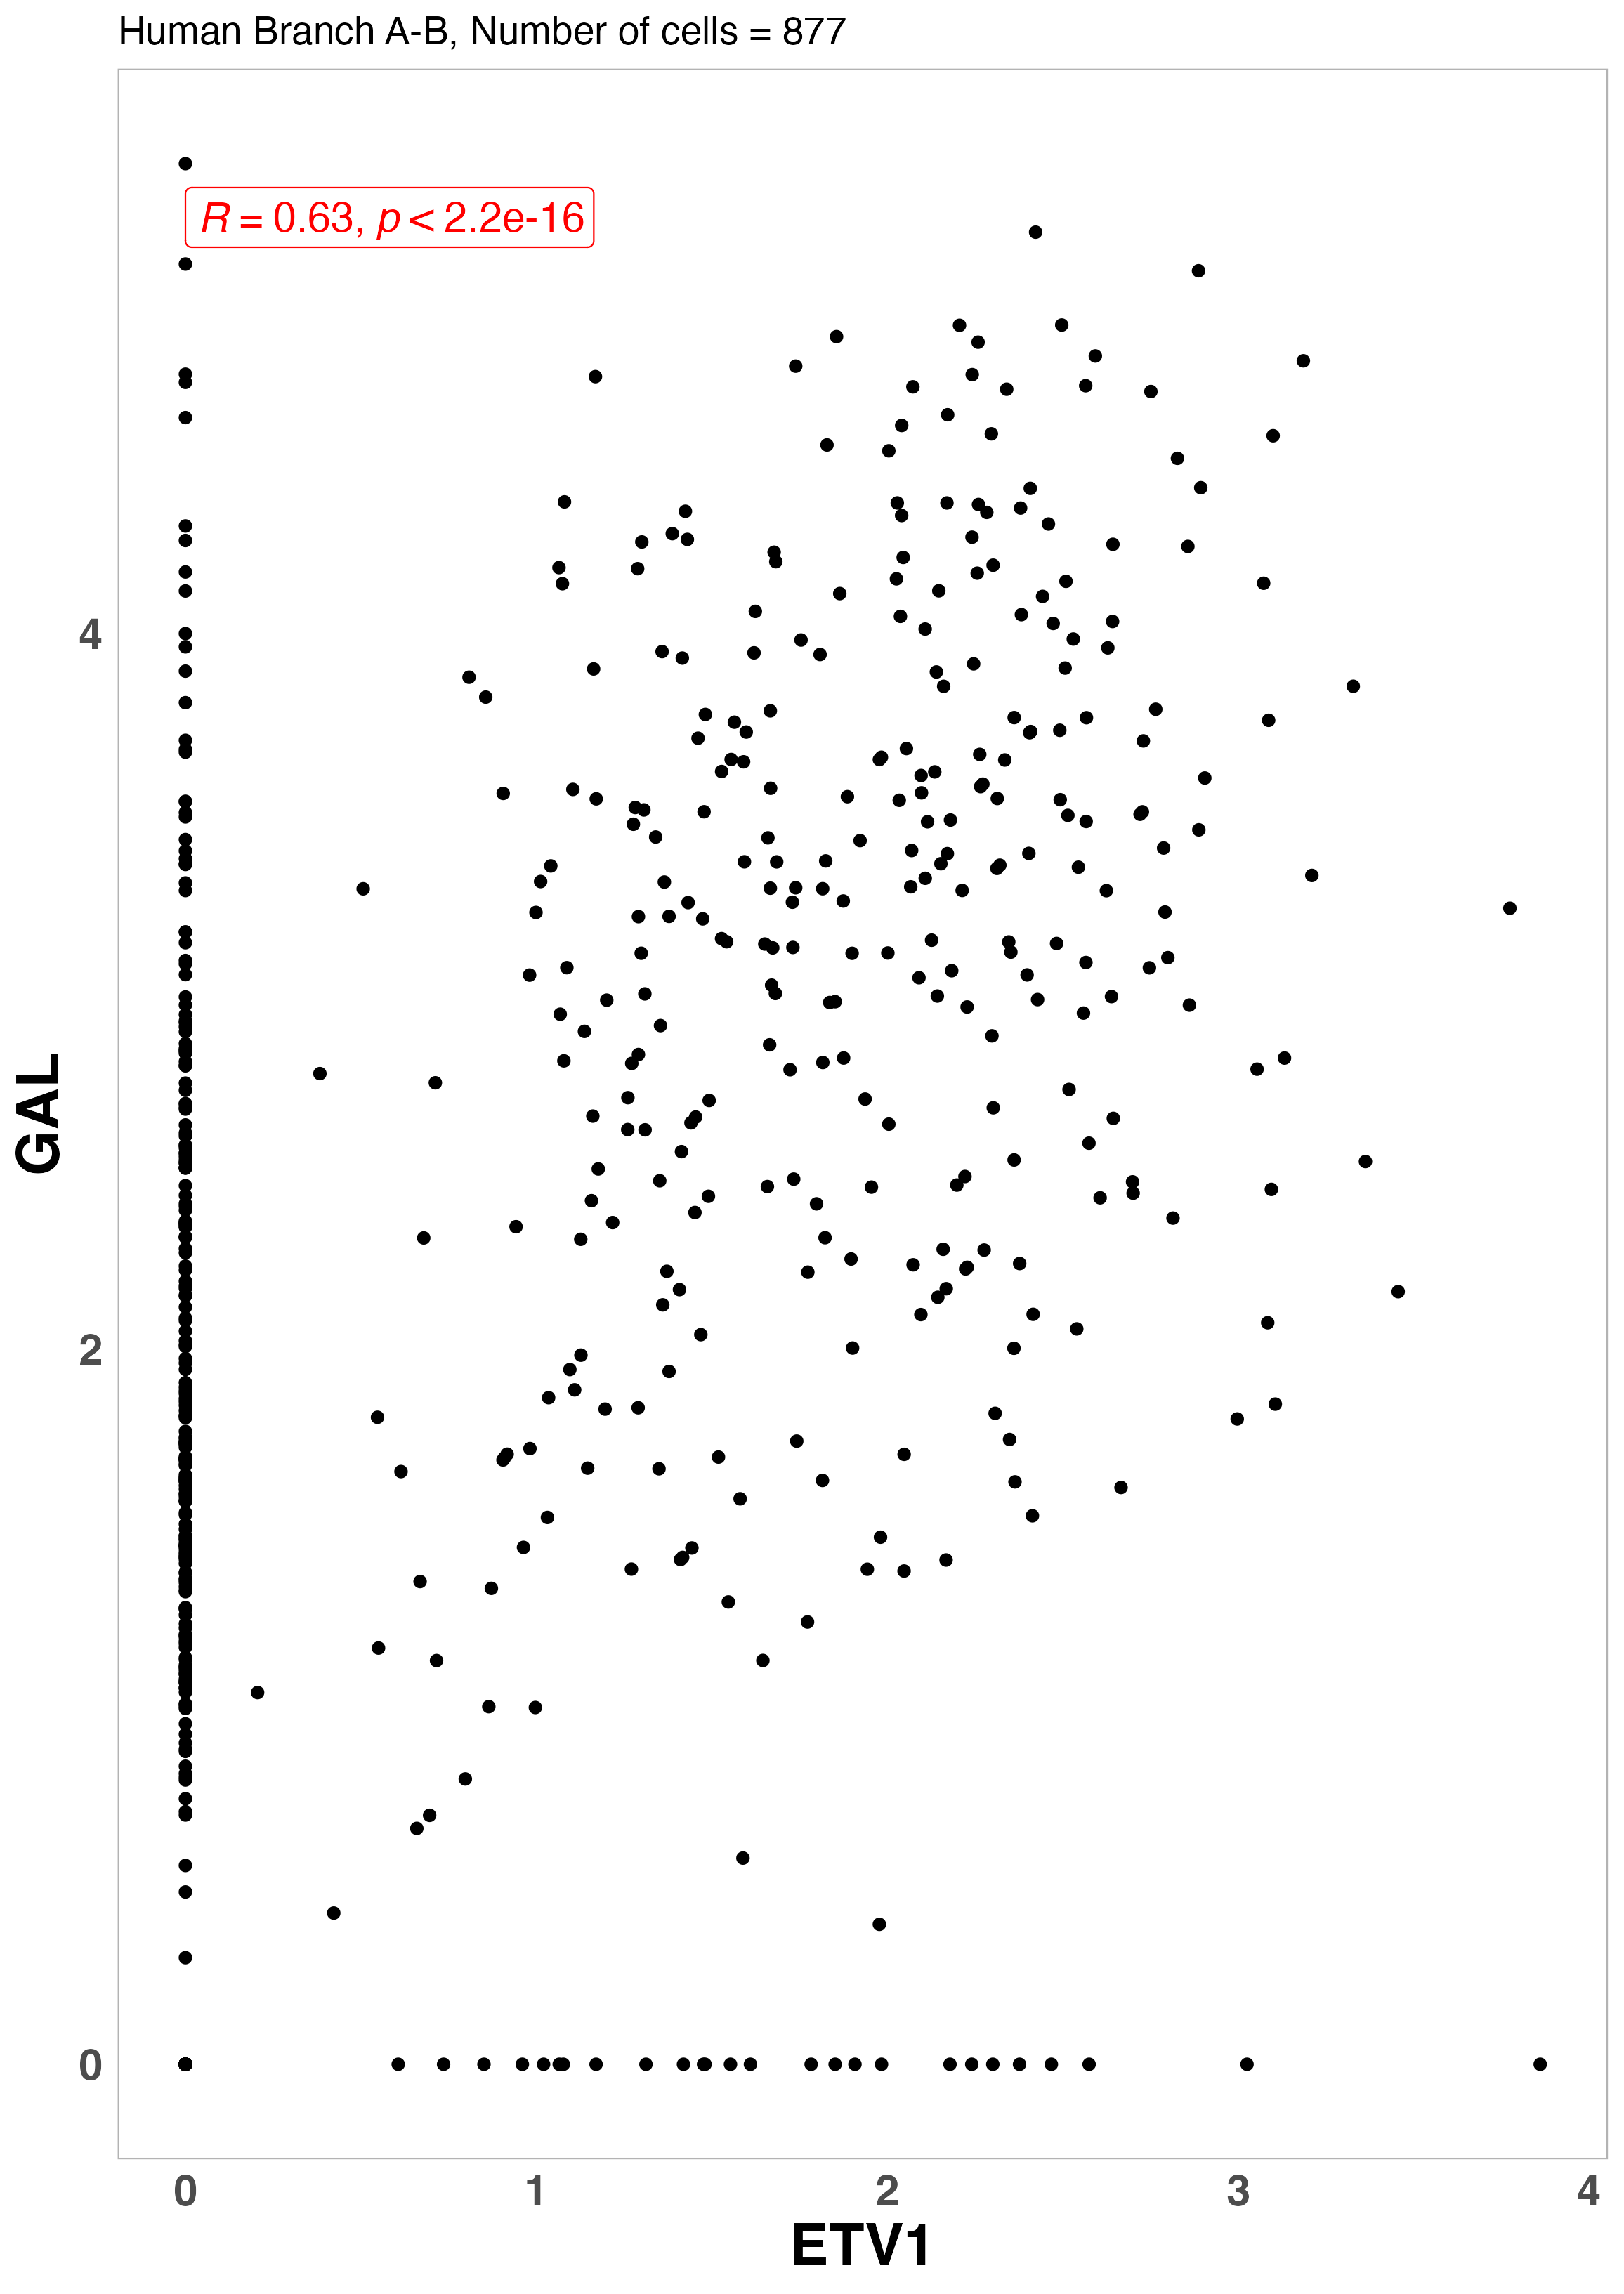 Human Branch A-B, Number of cells = 877
R = 0.63, p < 2.2e-16
4
GAL
2
0
0 1 2 3 4
ETV1